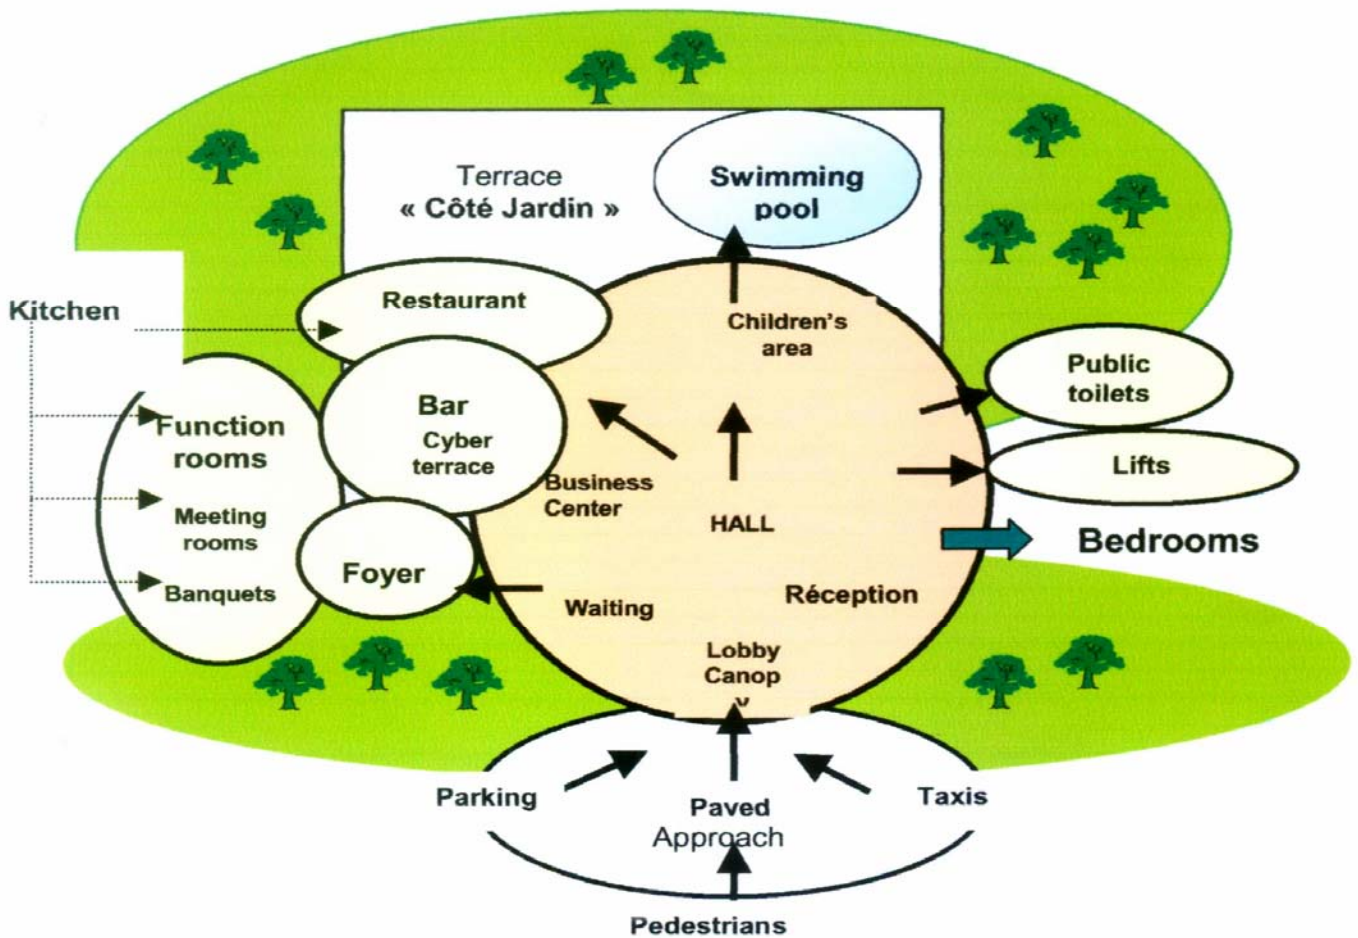 Terrace
« Côté Jardin »
Swimming
pool
Kitchen
Restaurant
Children's
area
Public
toilets
Bar
Cyber
terrace
Function
rooms
Lifts
Business
Center
Meeting
rooms
HALL
Bedrooms
Foyer
Banquets
Waiting
Réception
Lobby
Canop
y
Parking
Paved
Approach
Taxis
Pedestrians